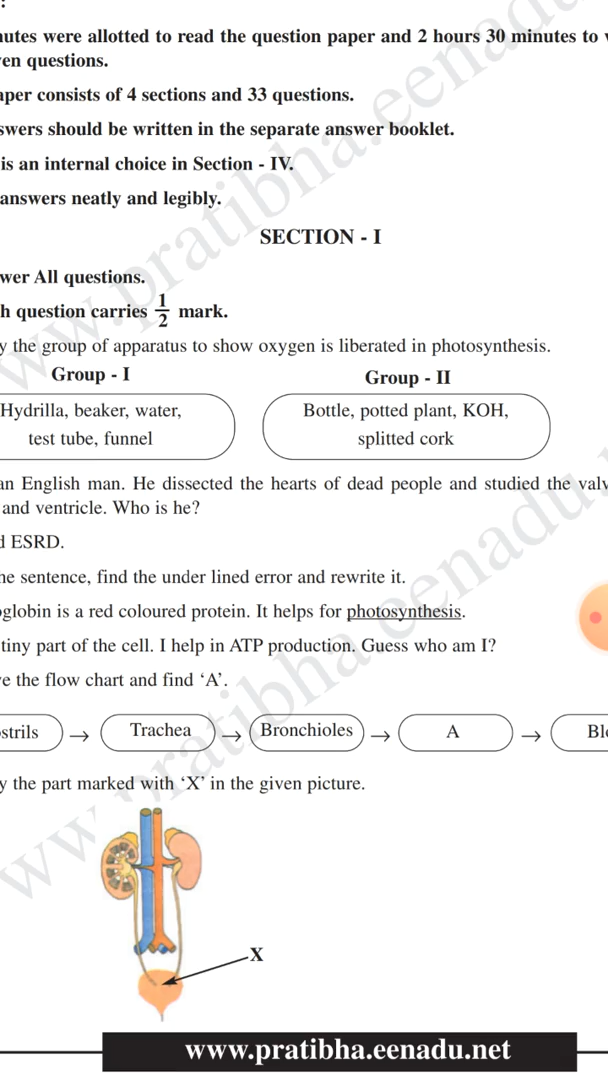 :
nutes were allotted to read the question paper and 2 hours 30 minutes to
en questions.
aper consists of 4 sections and 33 questions.
swers should be written in the separate answer booklet.
is an internal choice in Section - IV.
answers neatly and legibly.
SECTION - I
wer All questions.
h question carries 1/2 mark.
y the group of apparatus to show oxygen is liberated in photosynthesis.
Group - I Group - II
Hydrilla, beaker, water, Bottle, potted plant, KOH,
test tube, funnel splitted cork
an English man. He dissected the hearts of dead people and studied the valv
and ventricle. Who is he?
d ESRD.
he sentence, find the under lined error and rewrite it.
oglobin is a red coloured protein. It helps for photosynthesis.
tiny part of the cell. I help in ATP production. Guess who am I?
e the flow chart and find ‘A’.
ostrils → Trachea → Bronchioles → A → Bl
y the part marked with ‘X’ in the given picture.
X
www.pratibha.eenadu.net